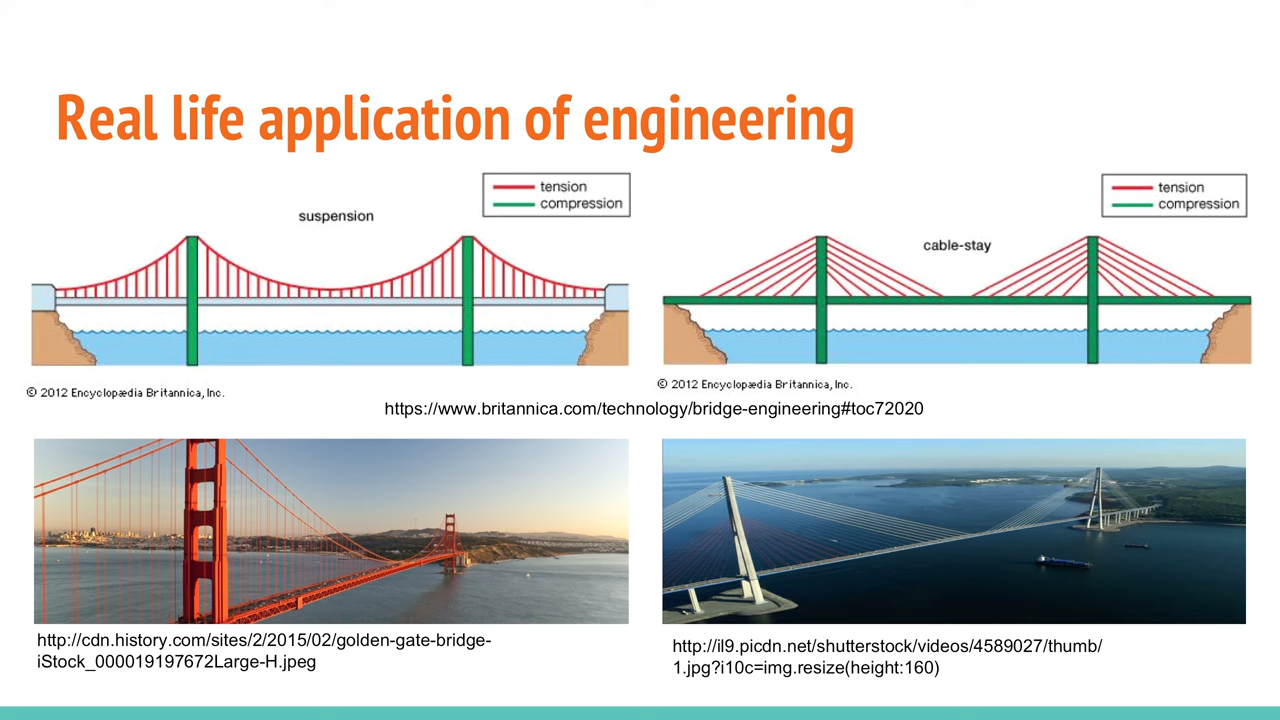 Real life application of engineering
tension
compression
suspension
tension
compression
cable-stay
© 2012 Encyclopædia Britannica, Inc.
© 2012 Encyclopædia Britannica, Inc.
https://www.britannica.com/technology/bridge-engineering#toc72020
http://cdn.history.com/sites/2/2015/02/golden-gate-bridge-
iStock_000019197672Large-H.jpeg
http://il9.picdn.net/shutterstock/videos/4589027/thumb/
1.jpg?i10c=img.resize(height:160)